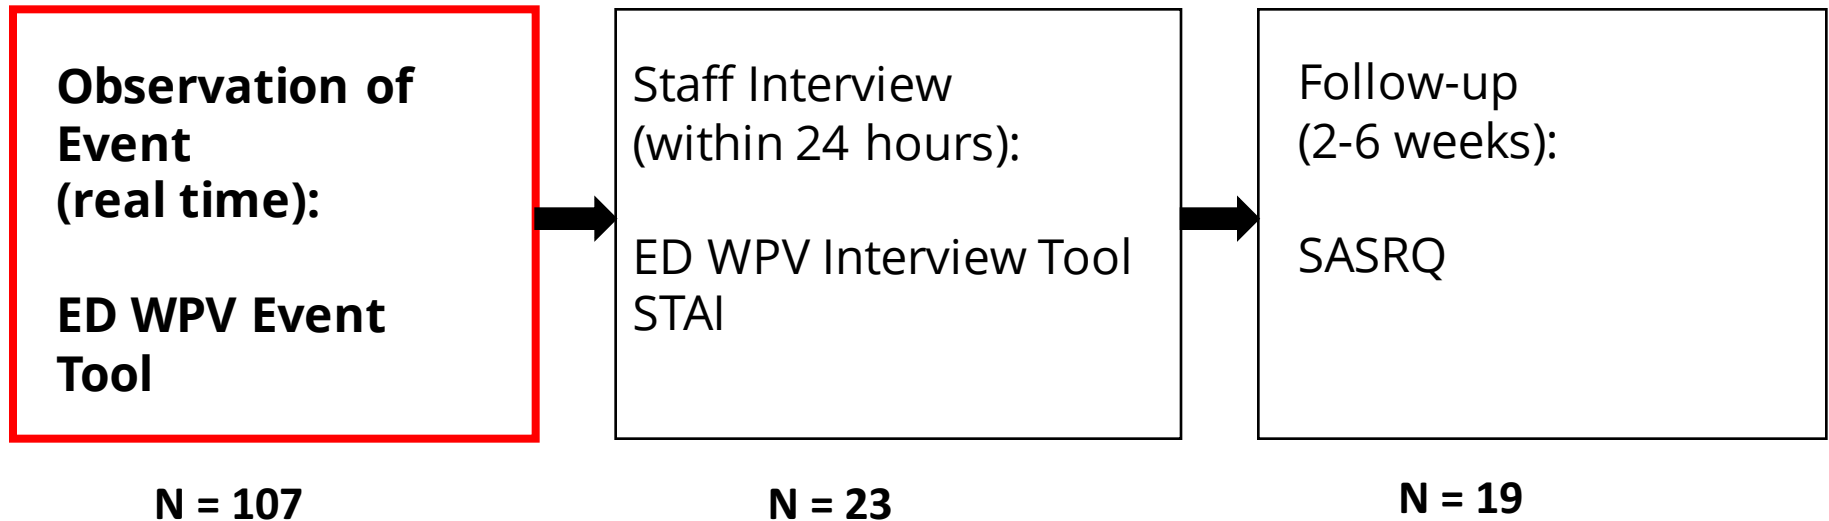 Observation of
Event
(real time):
ED WPV Event
Tool
N = 107
Staff Interview
(within 24 hours):
ED WPV Interview Tool
STAI
N = 23
Follow-up
(2-6 weeks):
SASRQ
N = 19